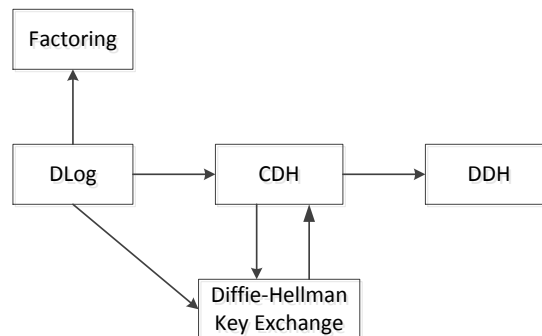 Factoring
DLog
CDH
DDH
Diffie-Hellman
Key Exchange